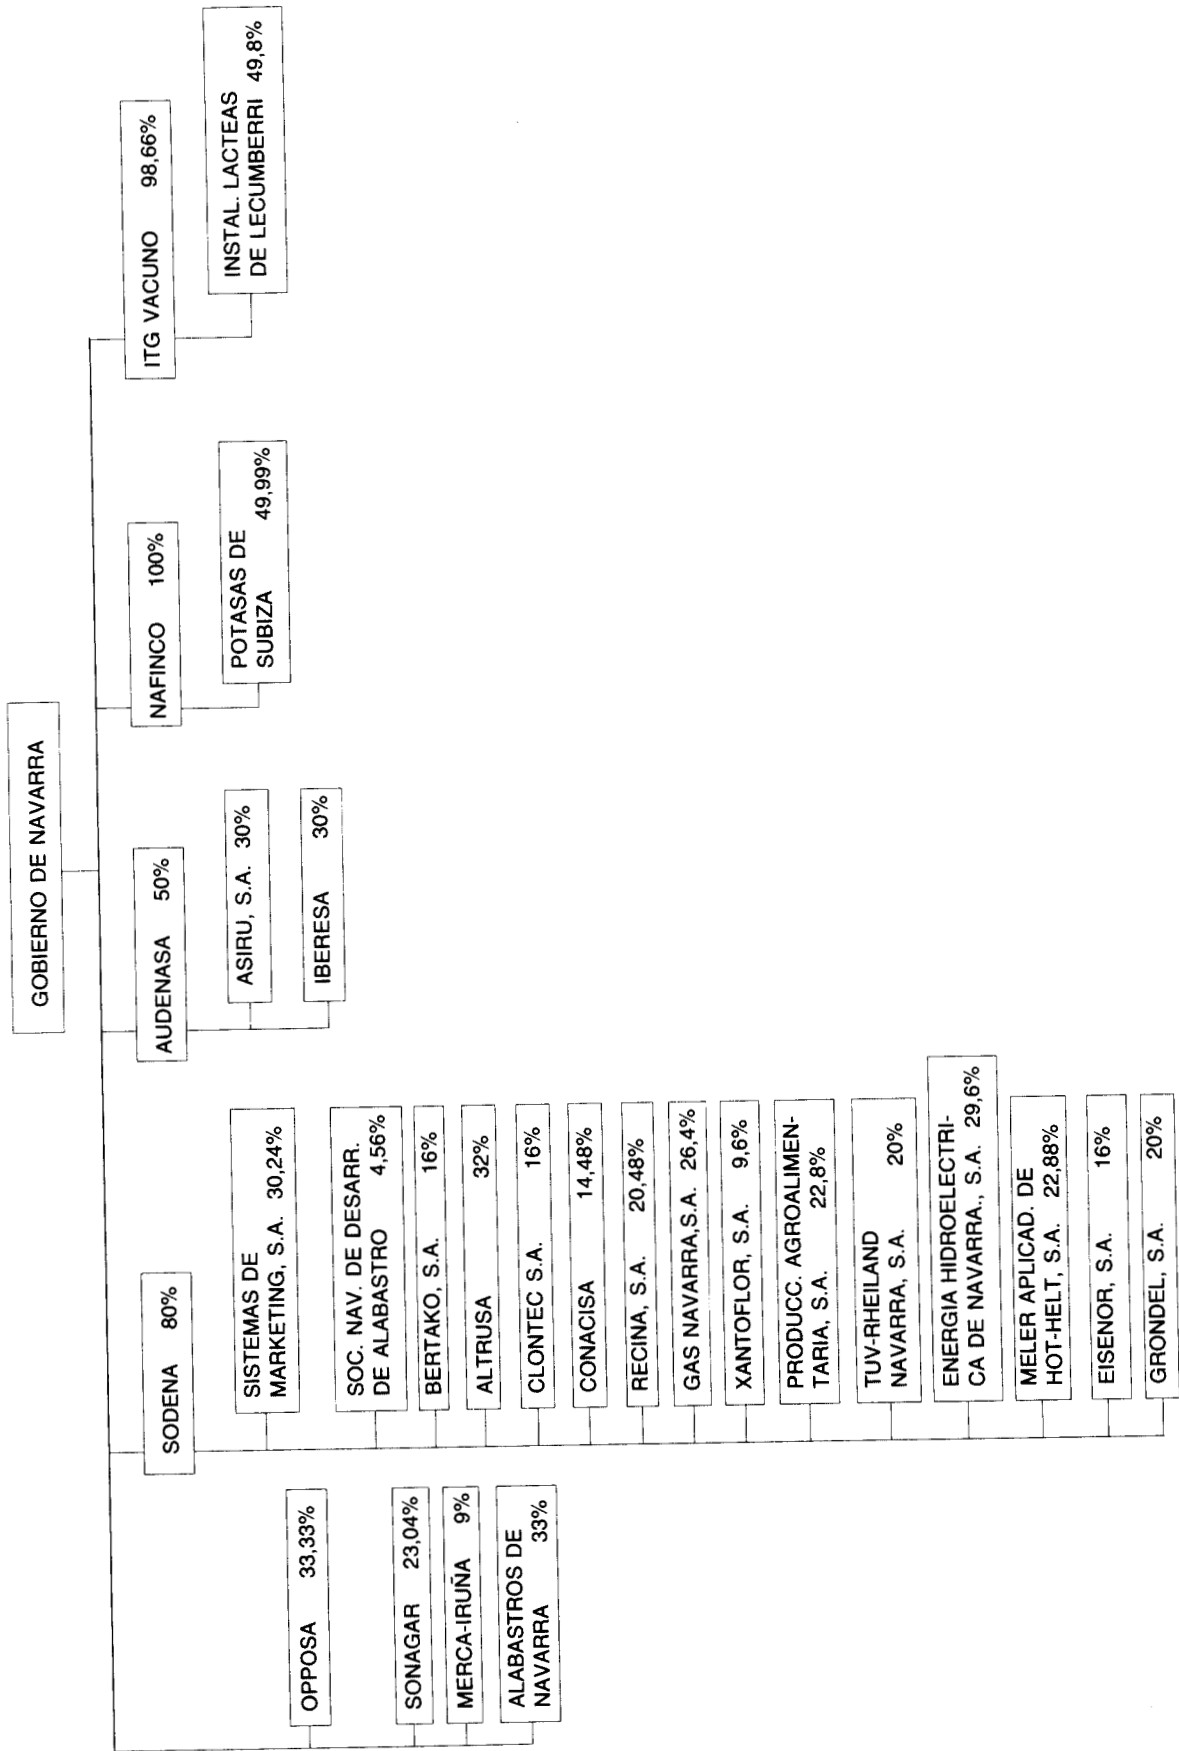 GOBIERNO DE NAVARRA
OPPOSA 33,33%
SONAGAR 23,04%
MERCA-IRUÑA 9%
ALABASTROS DE
NAVARRA 33%
SODENA 80%
SISTEMAS DE
MARKETING, S.A. 30,24%
SOC. NAV. DE DESARR.
DE ALABASTRO 4,56%
BERTAKO, S.A. 16%
ALTRUSA 32%
CLONTEC S.A. 16%
CONACISA 14,48%
RECINA, S.A. 20,48%
GAS NAVARRA,S.A. 26,4%
XANTOFLOR, S.A. 9,6%
PRODUCC. AGROALIMEN-
TARIA, S.A. 22,8%
TUV-RHEILAND
NAVARRA, S.A. 20%
ENERGIA HIDROELECTRI-
CA DE NAVARRA., S.A. 29,6%
MELER APLICAD. DE
HOT-HELT, S.A. 22,88%
EISENOR, S.A. 16%
GRONDEL, S.A. 20%
AUDENASA 50%
ASIRU, S.A. 30%
IBERESA 30%
NAFINCO 100%
POTASAS DE
SUBIZA 49,99%
ITG VACUNO 98,66%
INSTAL. LACTEAS
DE LECUMBERRI 49,8%